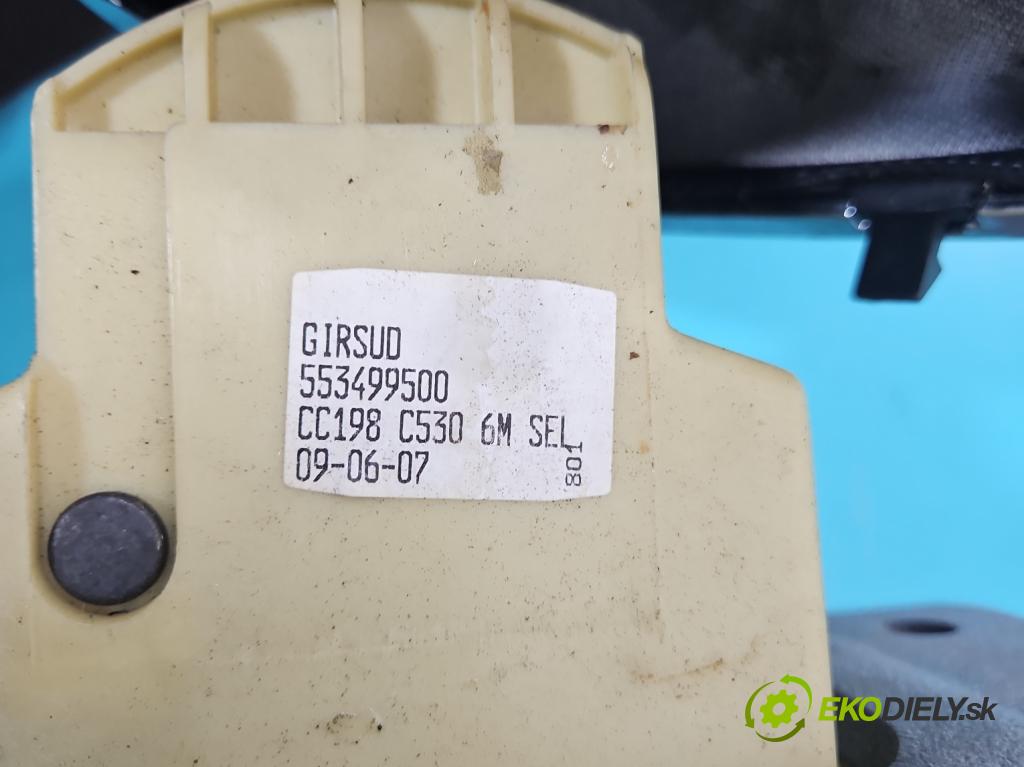 GIRSUD
553499500
CC198 C530 6M SEL
09-06-07
801
EKODIELY.sk